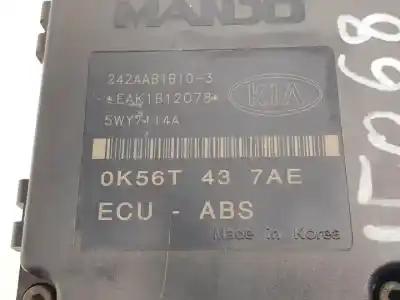 MANDO
242AAB1B10-3
*EAK1B12078*
5WY7114A
KIA
0K56T 43 7AE
ECU - ABS
Made in Korea